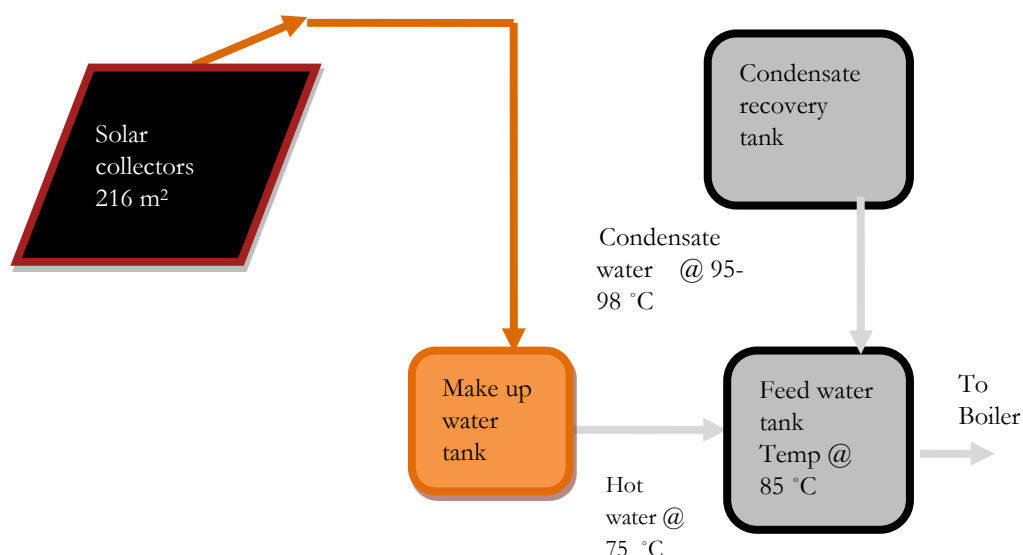 Solar
collectors
216 m²
Condensate
recovery
tank
Condensate
water @ 95-
98 ˚C
Make up
water
tank
Hot
water @
75 ˚C
Feed water
tank
Temp @
85 ˚C
To
Boiler